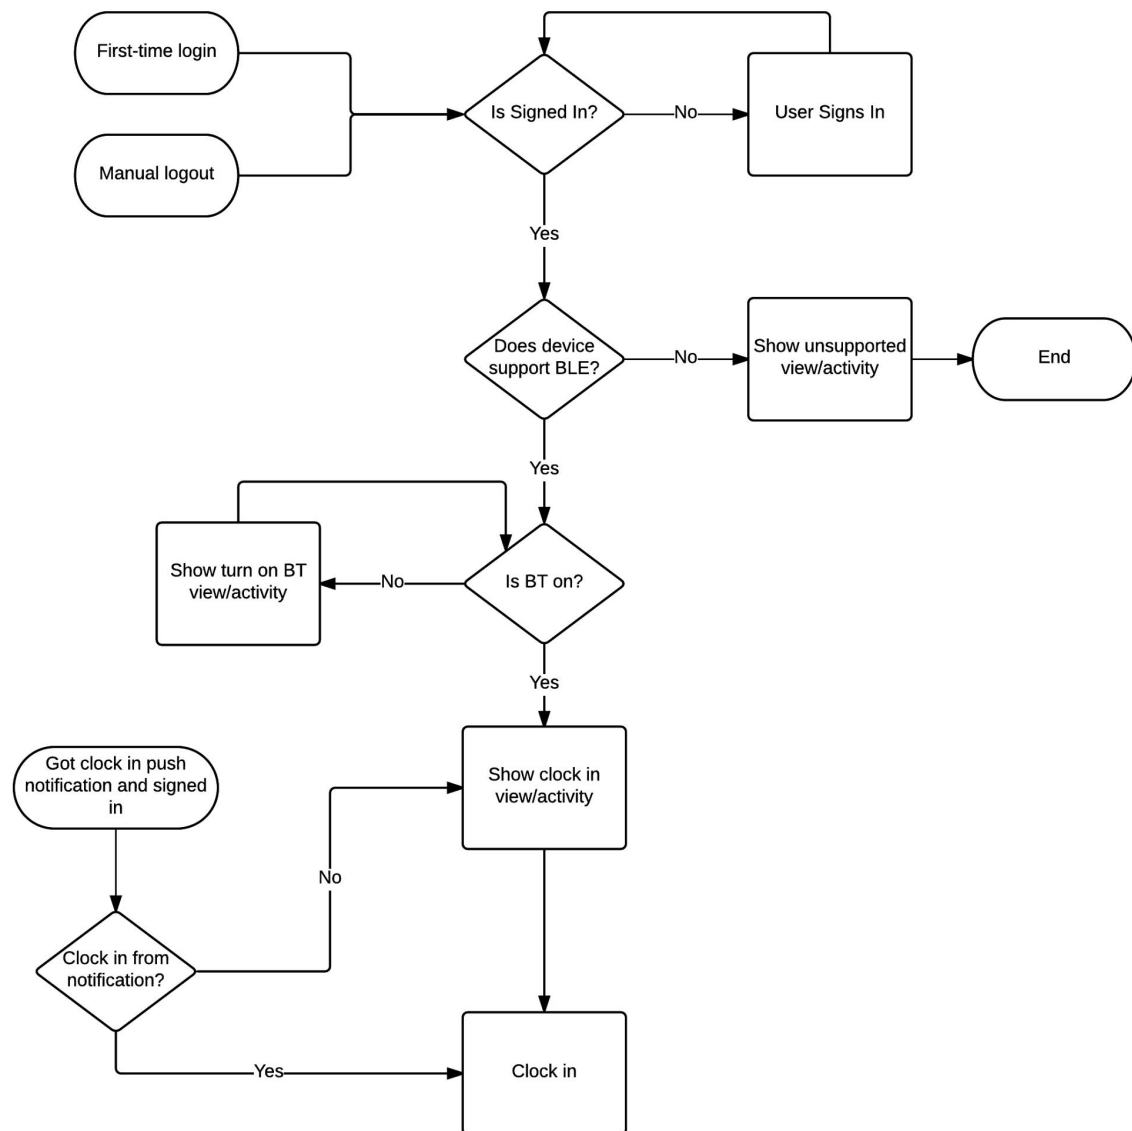 First-time login
Is Signed In?
No
User Signs In
Manual logout
Yes
Does device
support BLE?
No
Show unsupported
view/activity
End
Yes
Show turn on BT
view/activity
No
Is BT on?
Yes
Got clock in push
notification and signed
in
Show clock in
view/activity
No
Clock in from
notification?
Yes
Clock in